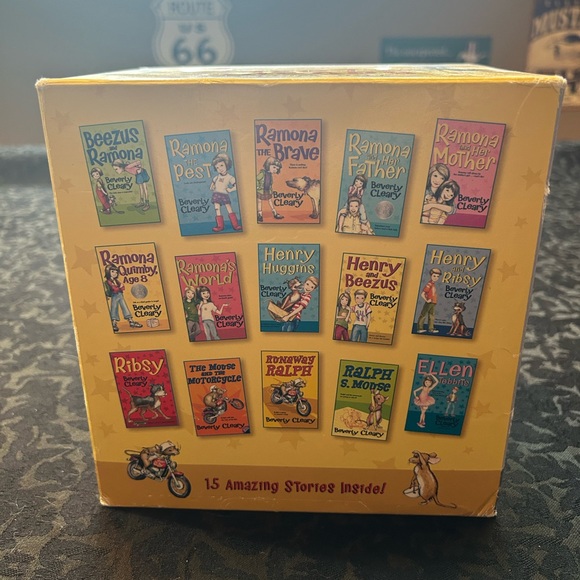 ROUTE
66
MUST
Beezus
and
Ramona
Beverly
Cleary
Ramona
THE
Pest
Beverly
Cleary
Ramona
THE Brave
Beverly
Cleary
Ramona
and Her
Father
Beverly
Cleary
Ramona
and Her
Mother
Beverly
Cleary
Ramona
Quimby,
Age 8
Beverly
Cleary
Ramona's
World
Beverly
Cleary
Henry
Huggins
Beverly
Cleary
Henry
and
Beezus
Beverly
Cleary
Henry
and
Ribsy
Beverly
Cleary
Ribsy
Beverly
Cleary
The Mouse
and the
Motorcycle
Beverly Cleary
Runaway
Ralph
Beverly Cleary
Ralph
S. Mouse
Beverly Cleary
Ellen
Tebbits
Beverly
Cleary
15 Amazing Stories Inside!